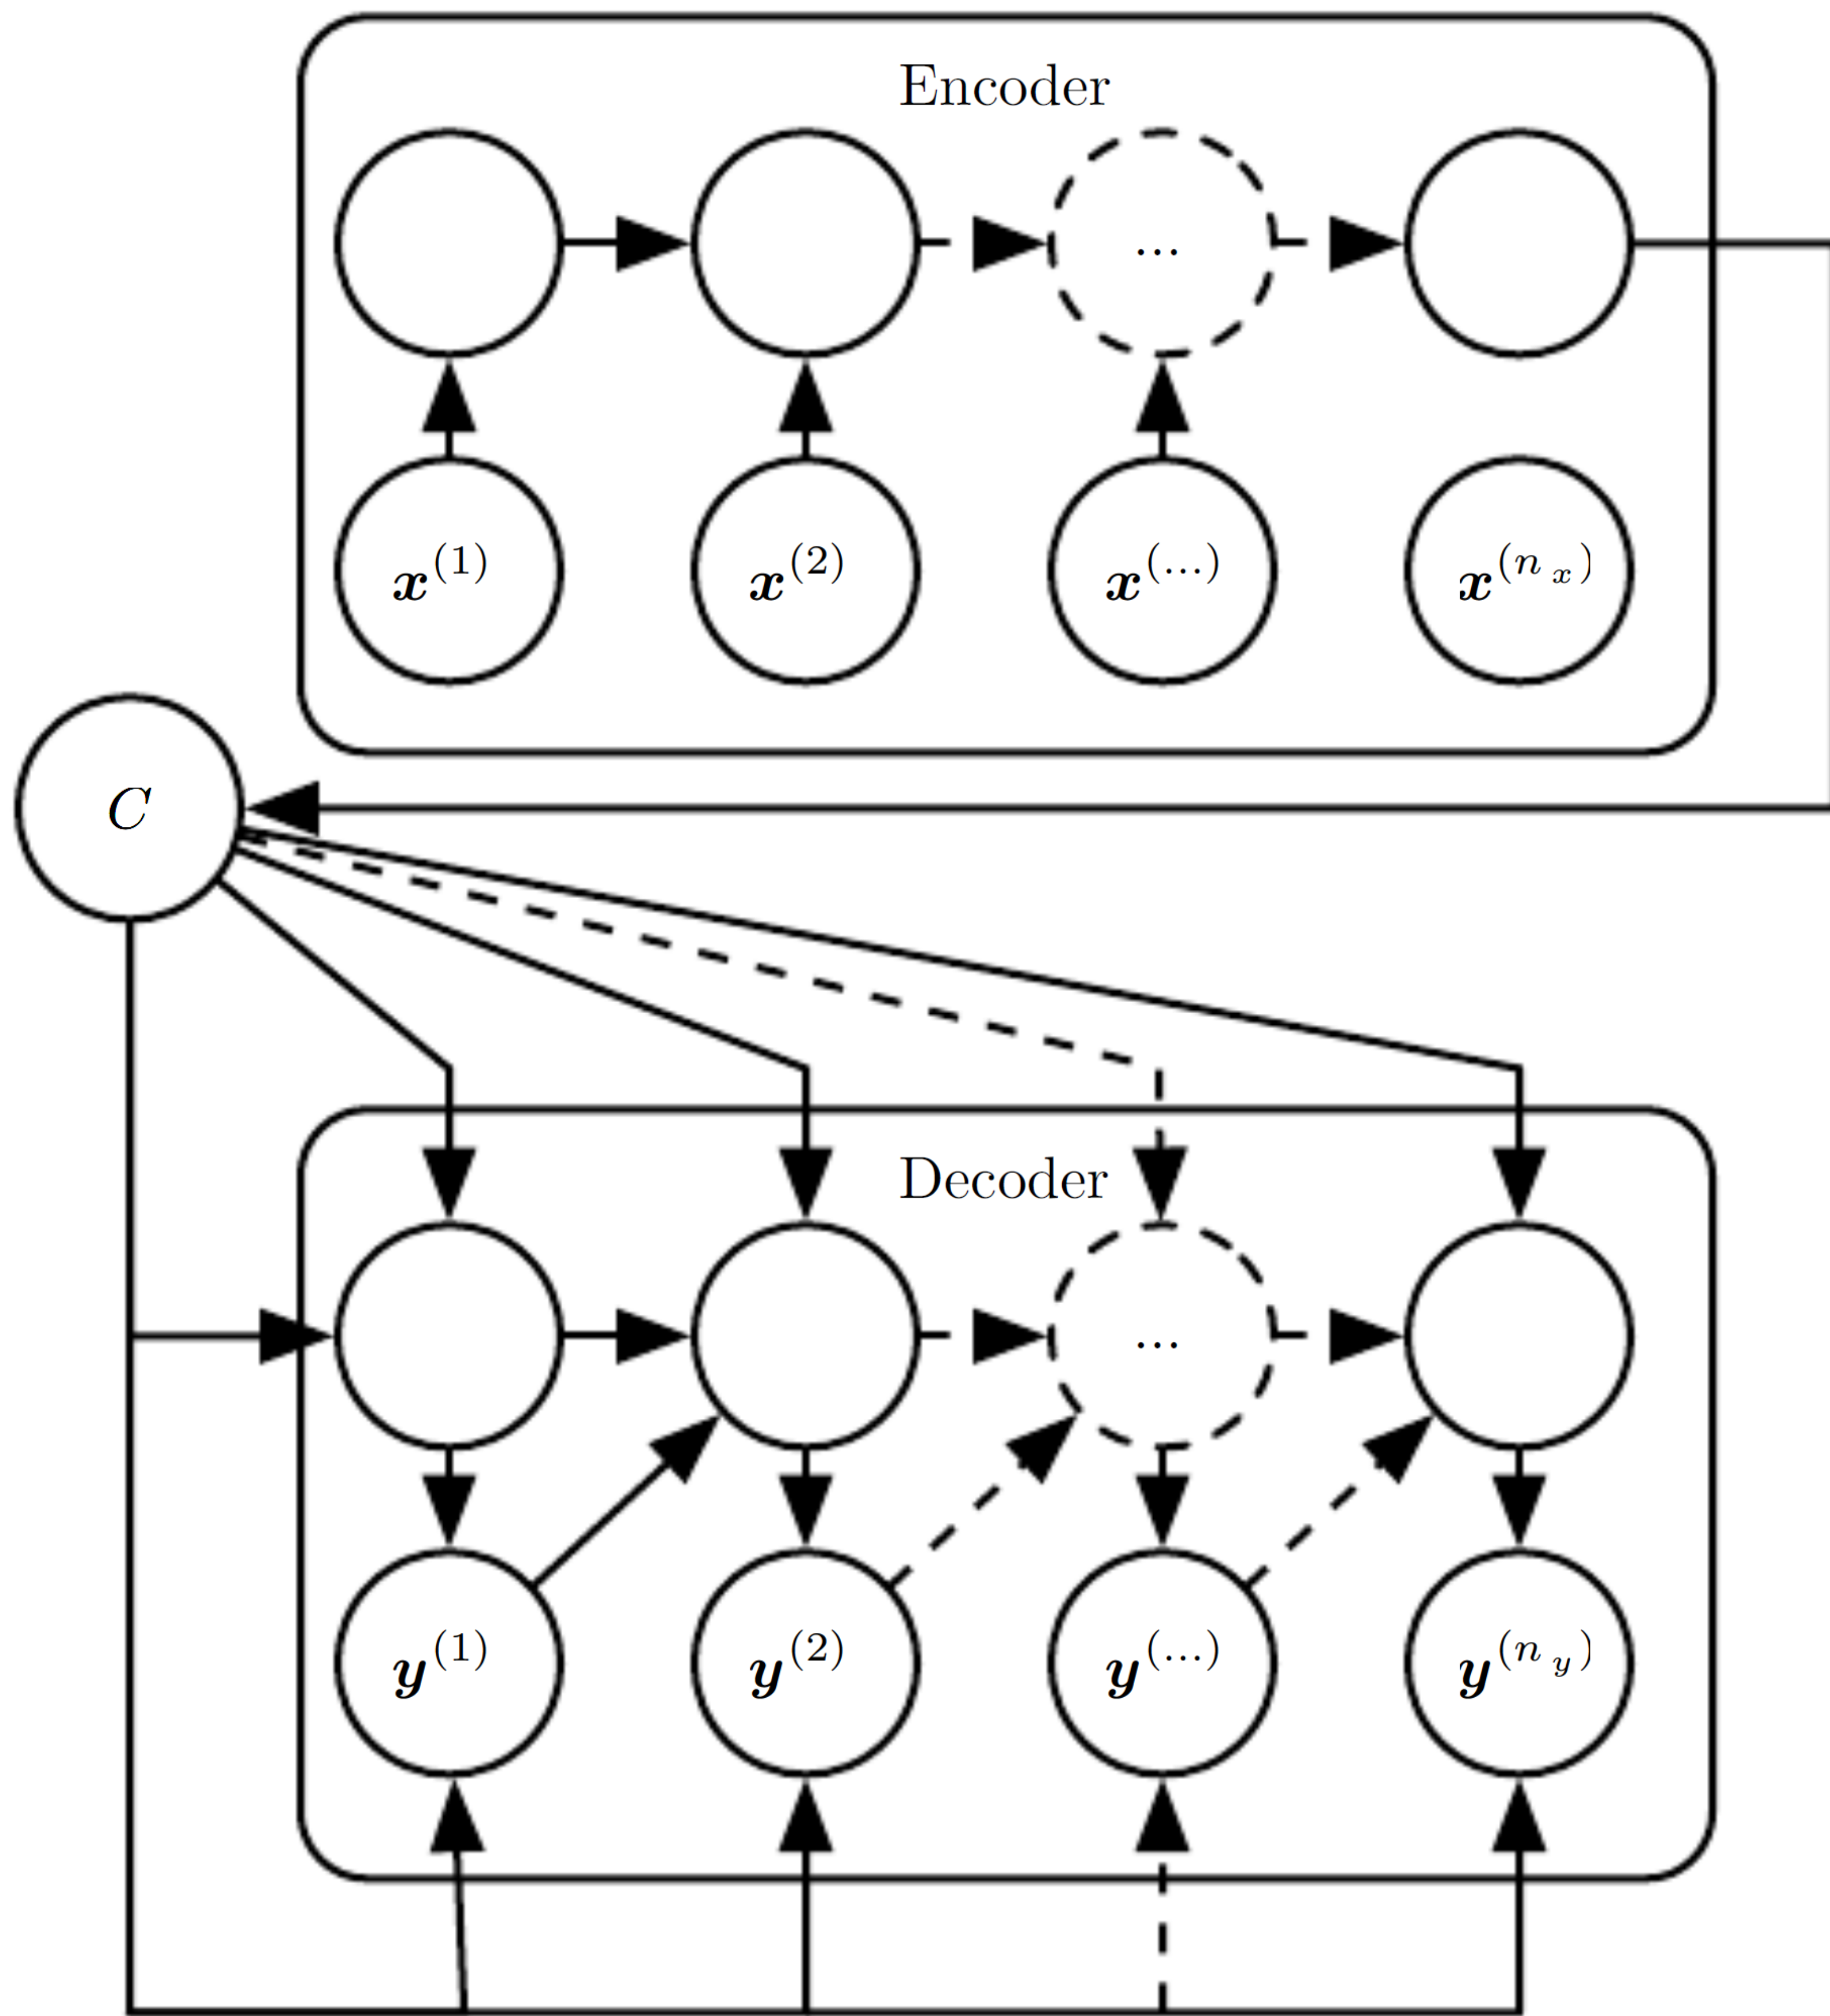 Encoder
...
x^(1) x^(2) x^(...) x^(n_x)
C
Decoder
...
y^(1) y^(2) y^(...) y^(n_y)